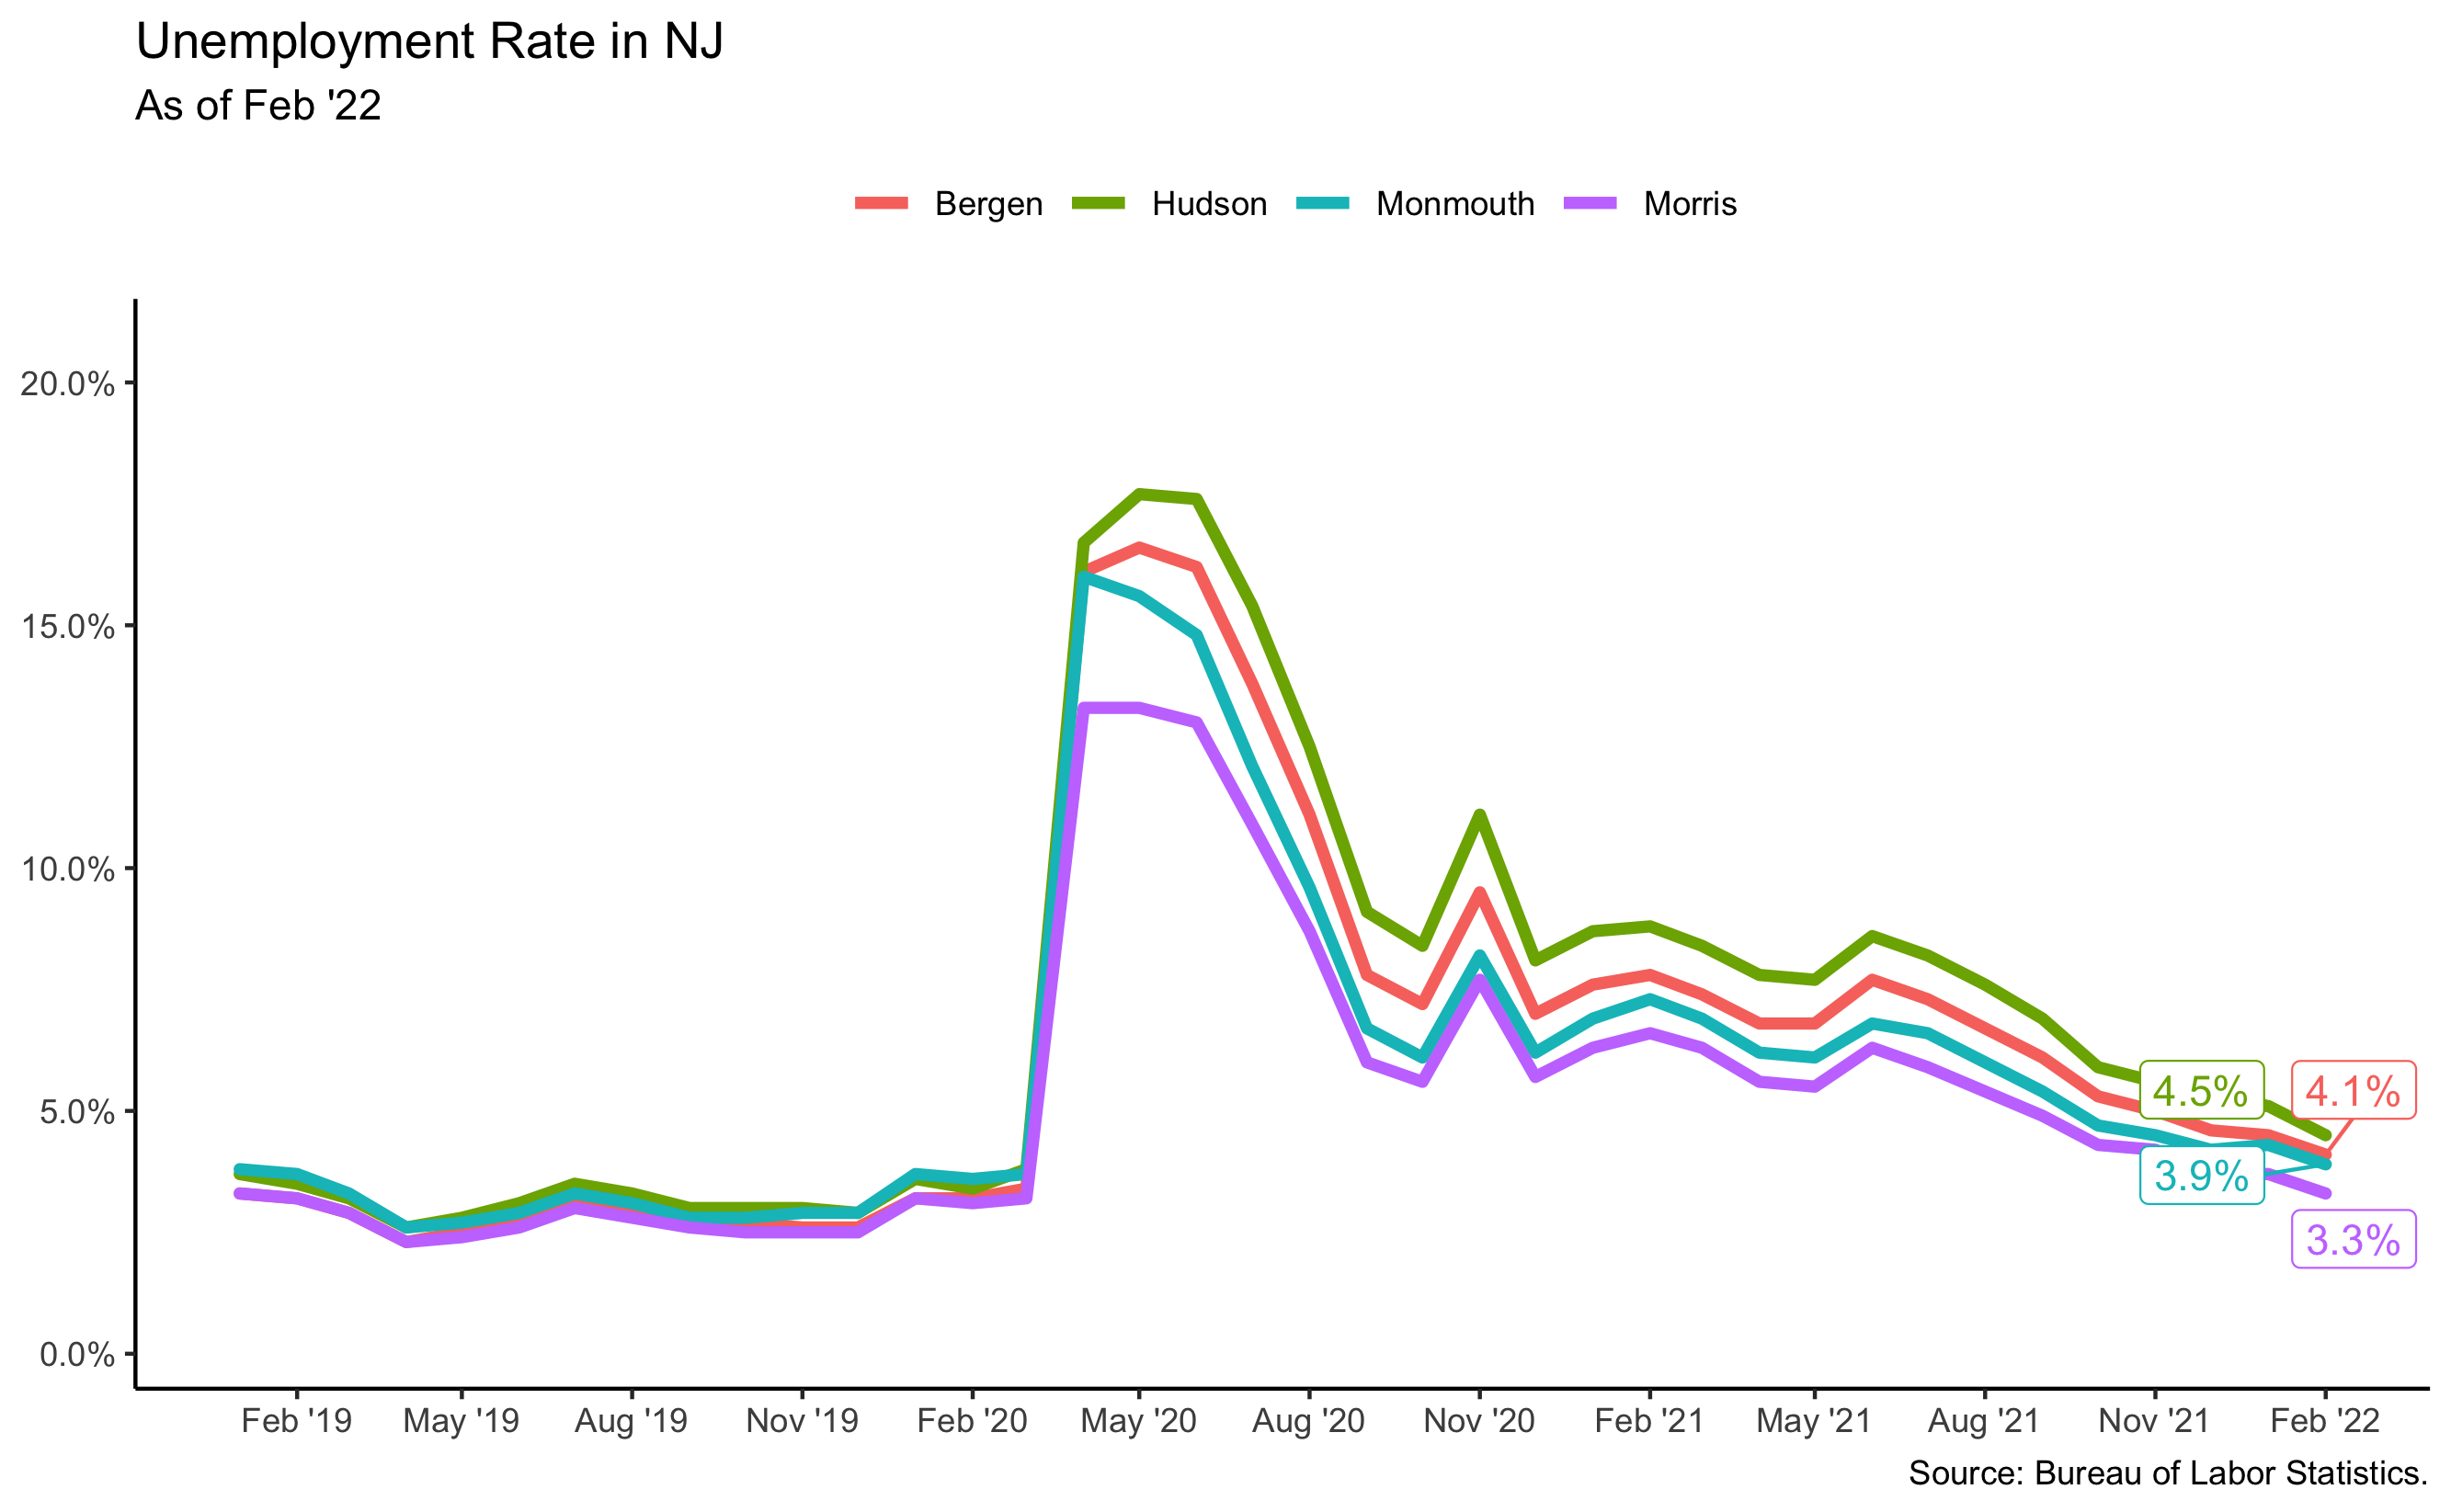 Unemployment Rate in NJ
As of Feb '22
Bergen Hudson Monmouth Morris
20.0%
15.0%
10.0%
5.0%
0.0%
4.5% 4.1%
3.9%
3.3%
Feb '19 May '19 Aug '19 Nov '19 Feb '20 May '20 Aug '20 Nov '20 Feb '21 May '21 Aug '21 Nov '21 Feb '22
Source: Bureau of Labor Statistics.